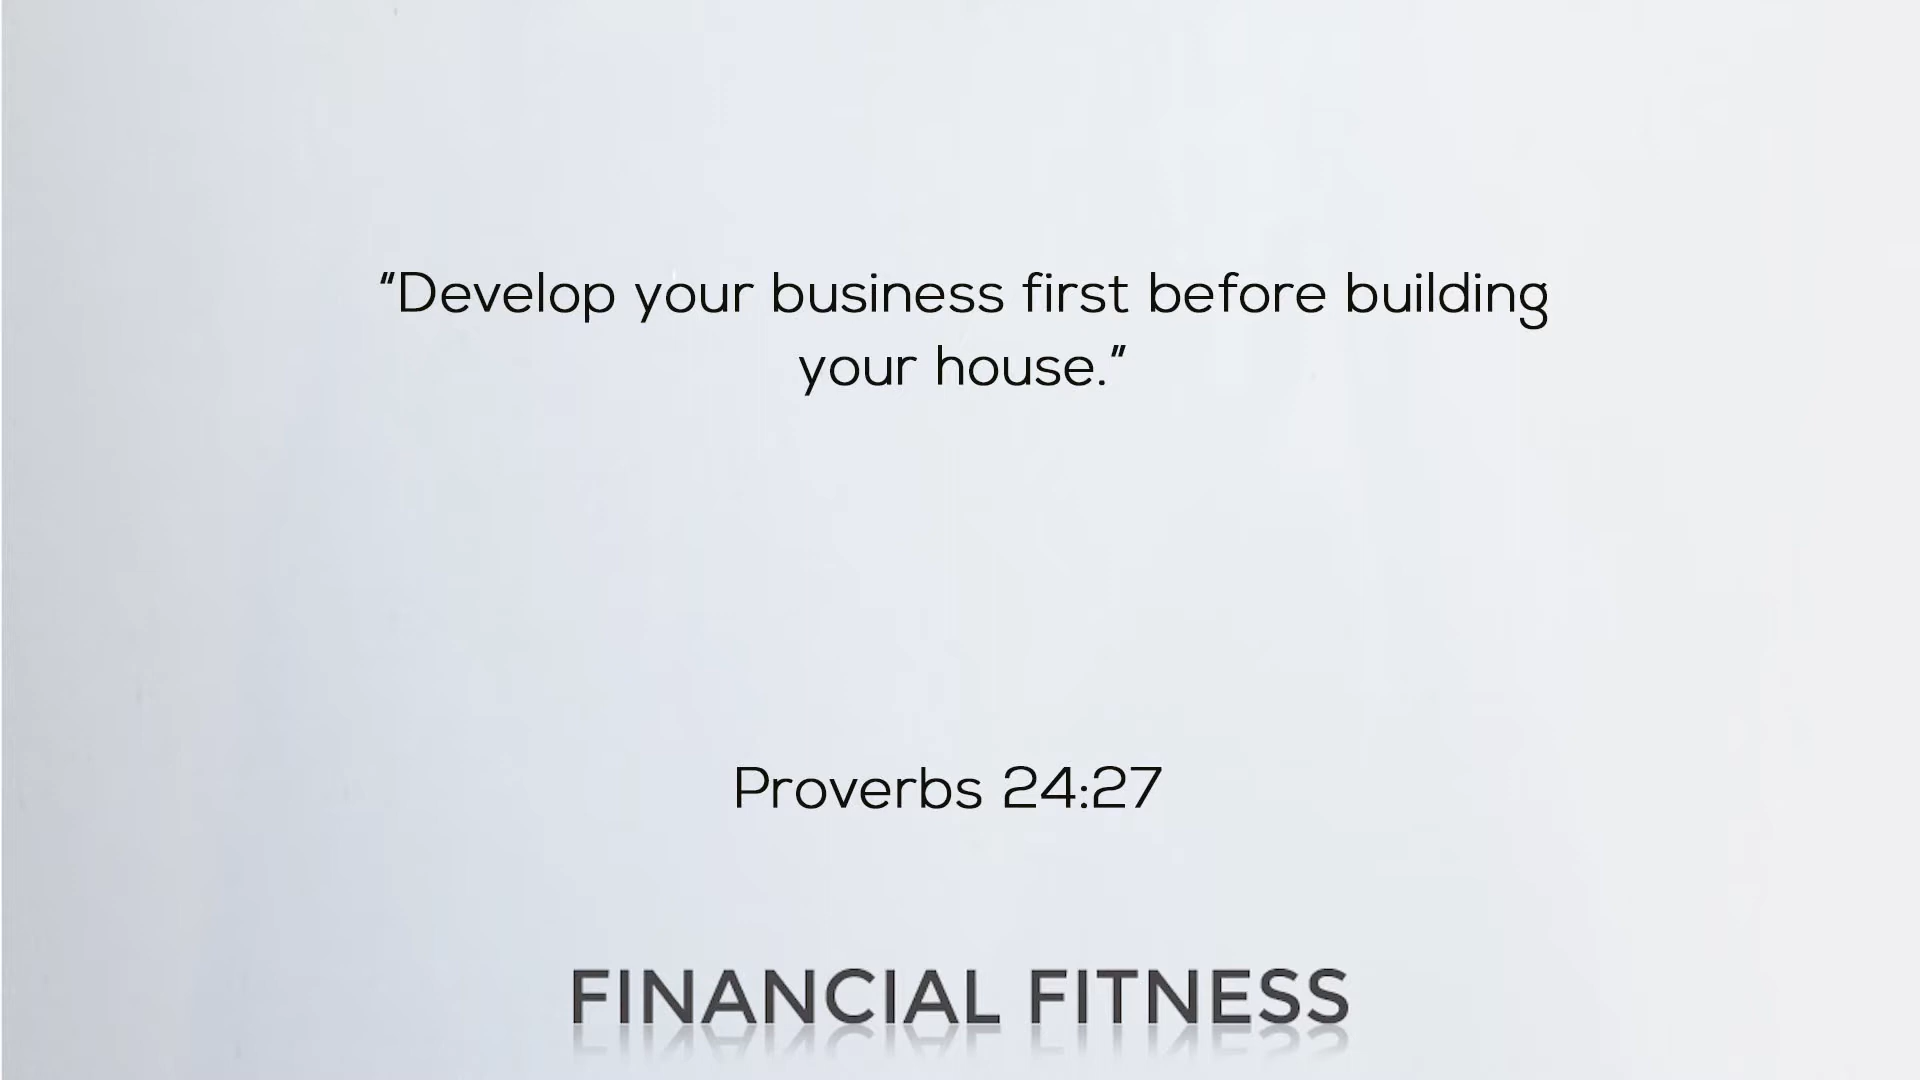 “Develop your business first before building
your house.”
Proverbs 24:27
FINANCIAL FITNESS